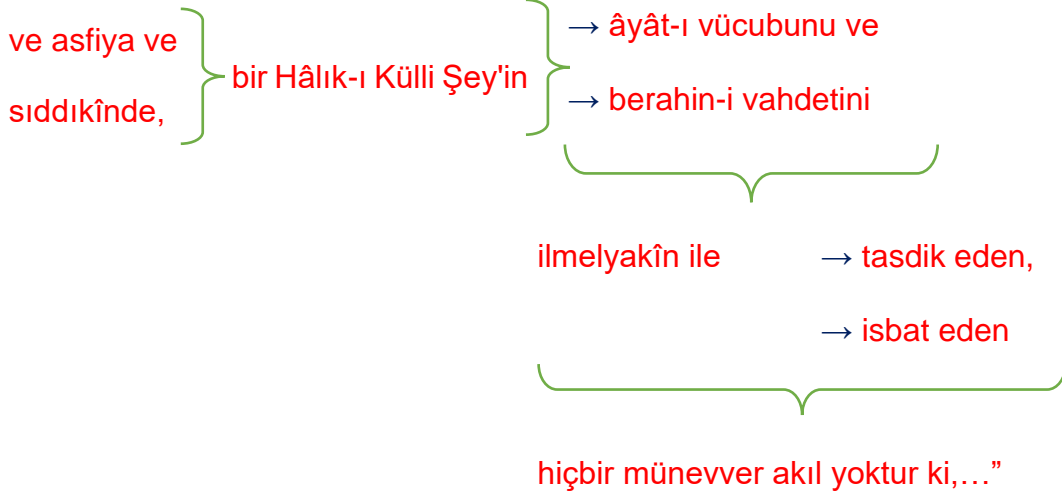 ve asfiya ve
sıddıkînde,
bir Hâlık-ı Külli Şey'in
→ âyât-ı vücubunu ve
→ berahin-i vahdetini
ilmelyakîn ile → tasdik eden,
→ isbat eden
hiçbir münevver akıl yoktur ki,…”